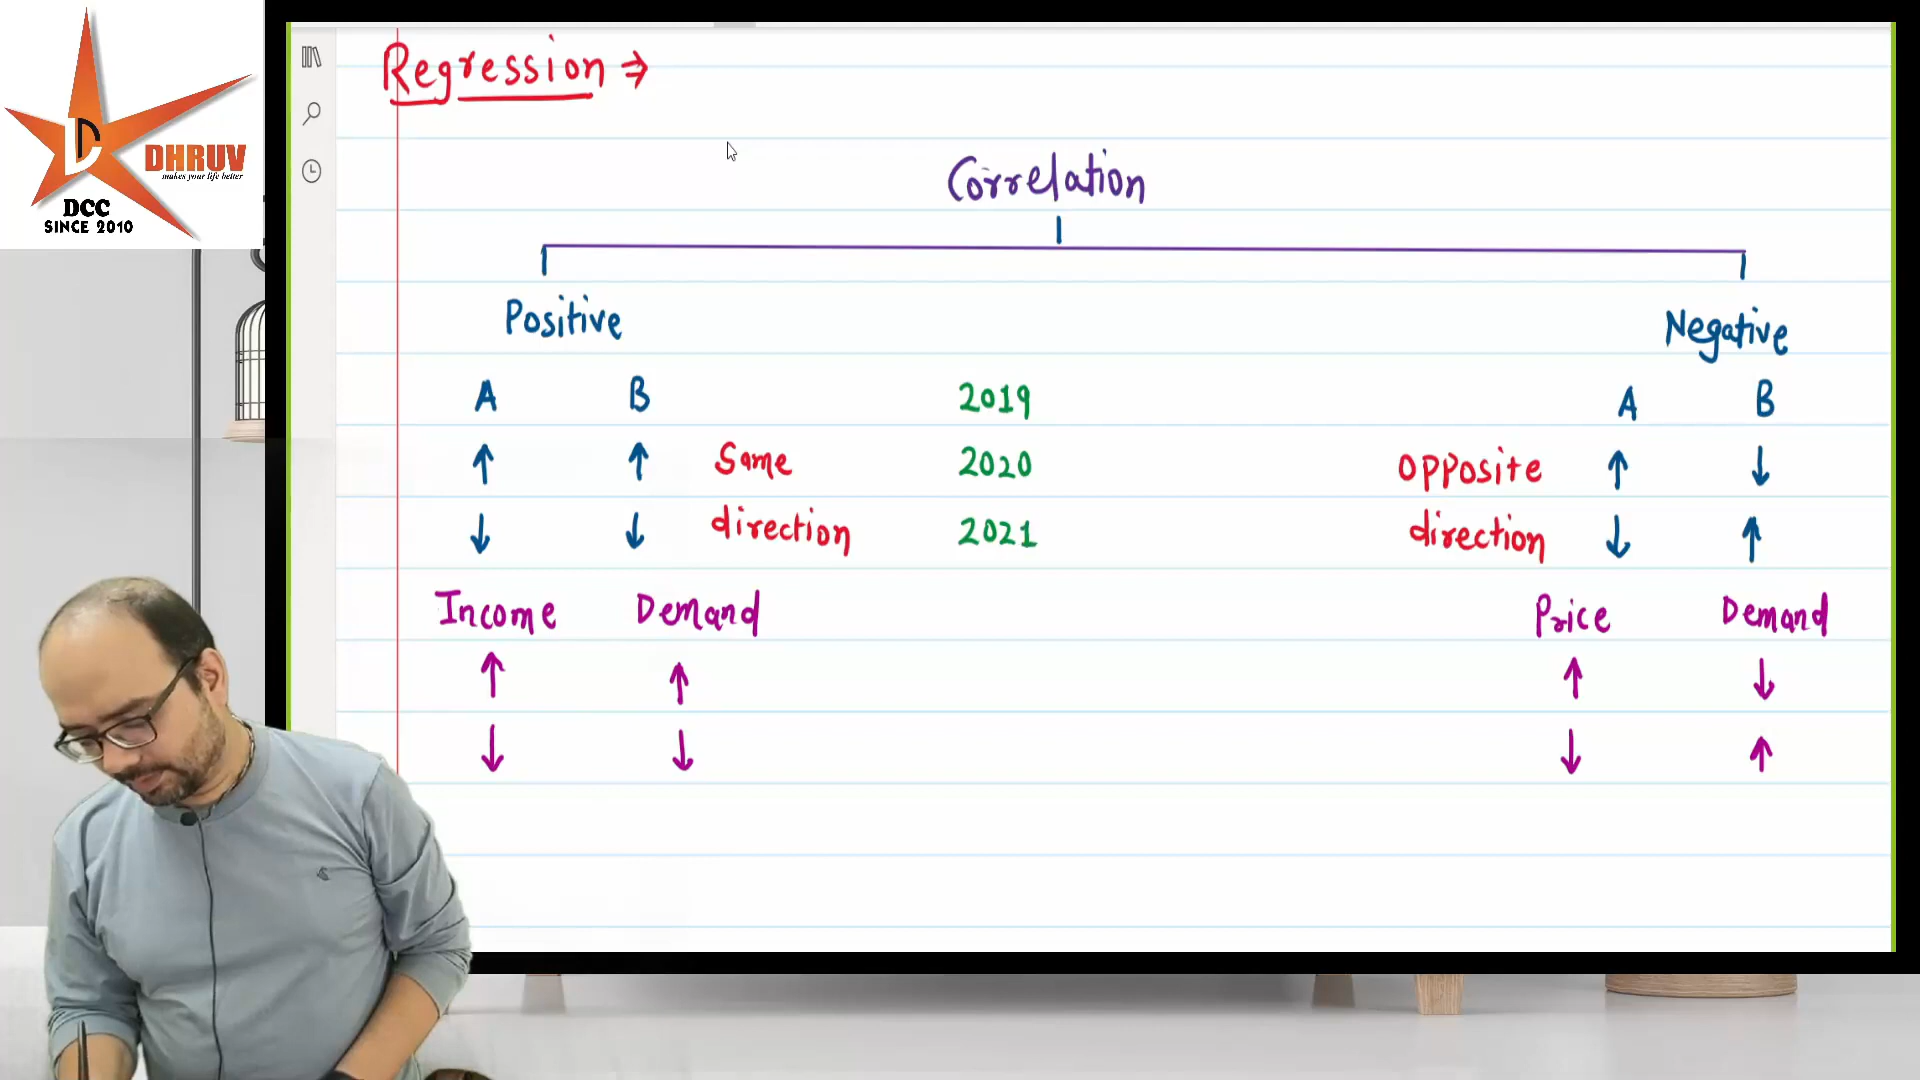 Regression ⇒
Correlation
Positive
Negative
A B 2019 A B
↑ ↑ Same 2020 opposite ↑ ↓
↓ ↓ direction 2021 direction ↓ ↑
Income Demand Price Demand
↑ ↑ ↑ ↓
↓ ↓ ↓ ↑
DC
DHRUV
makes your life better
DCC
SINCE 2010